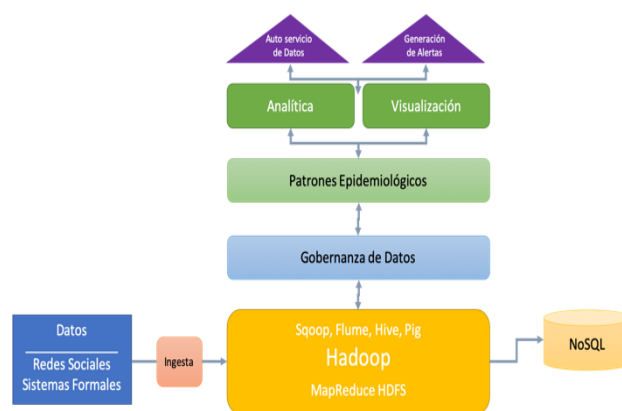 Auto servicio
de Datos
Generación
de Alertas
Analítica
Visualización
Patrones Epidemiológicos
Gobernanza de Datos
Datos
Redes Sociales
Sistemas Formales
Ingesta
Sqoop, Flume, Hive, Pig
Hadoop
MapReduce HDFS
NoSQL